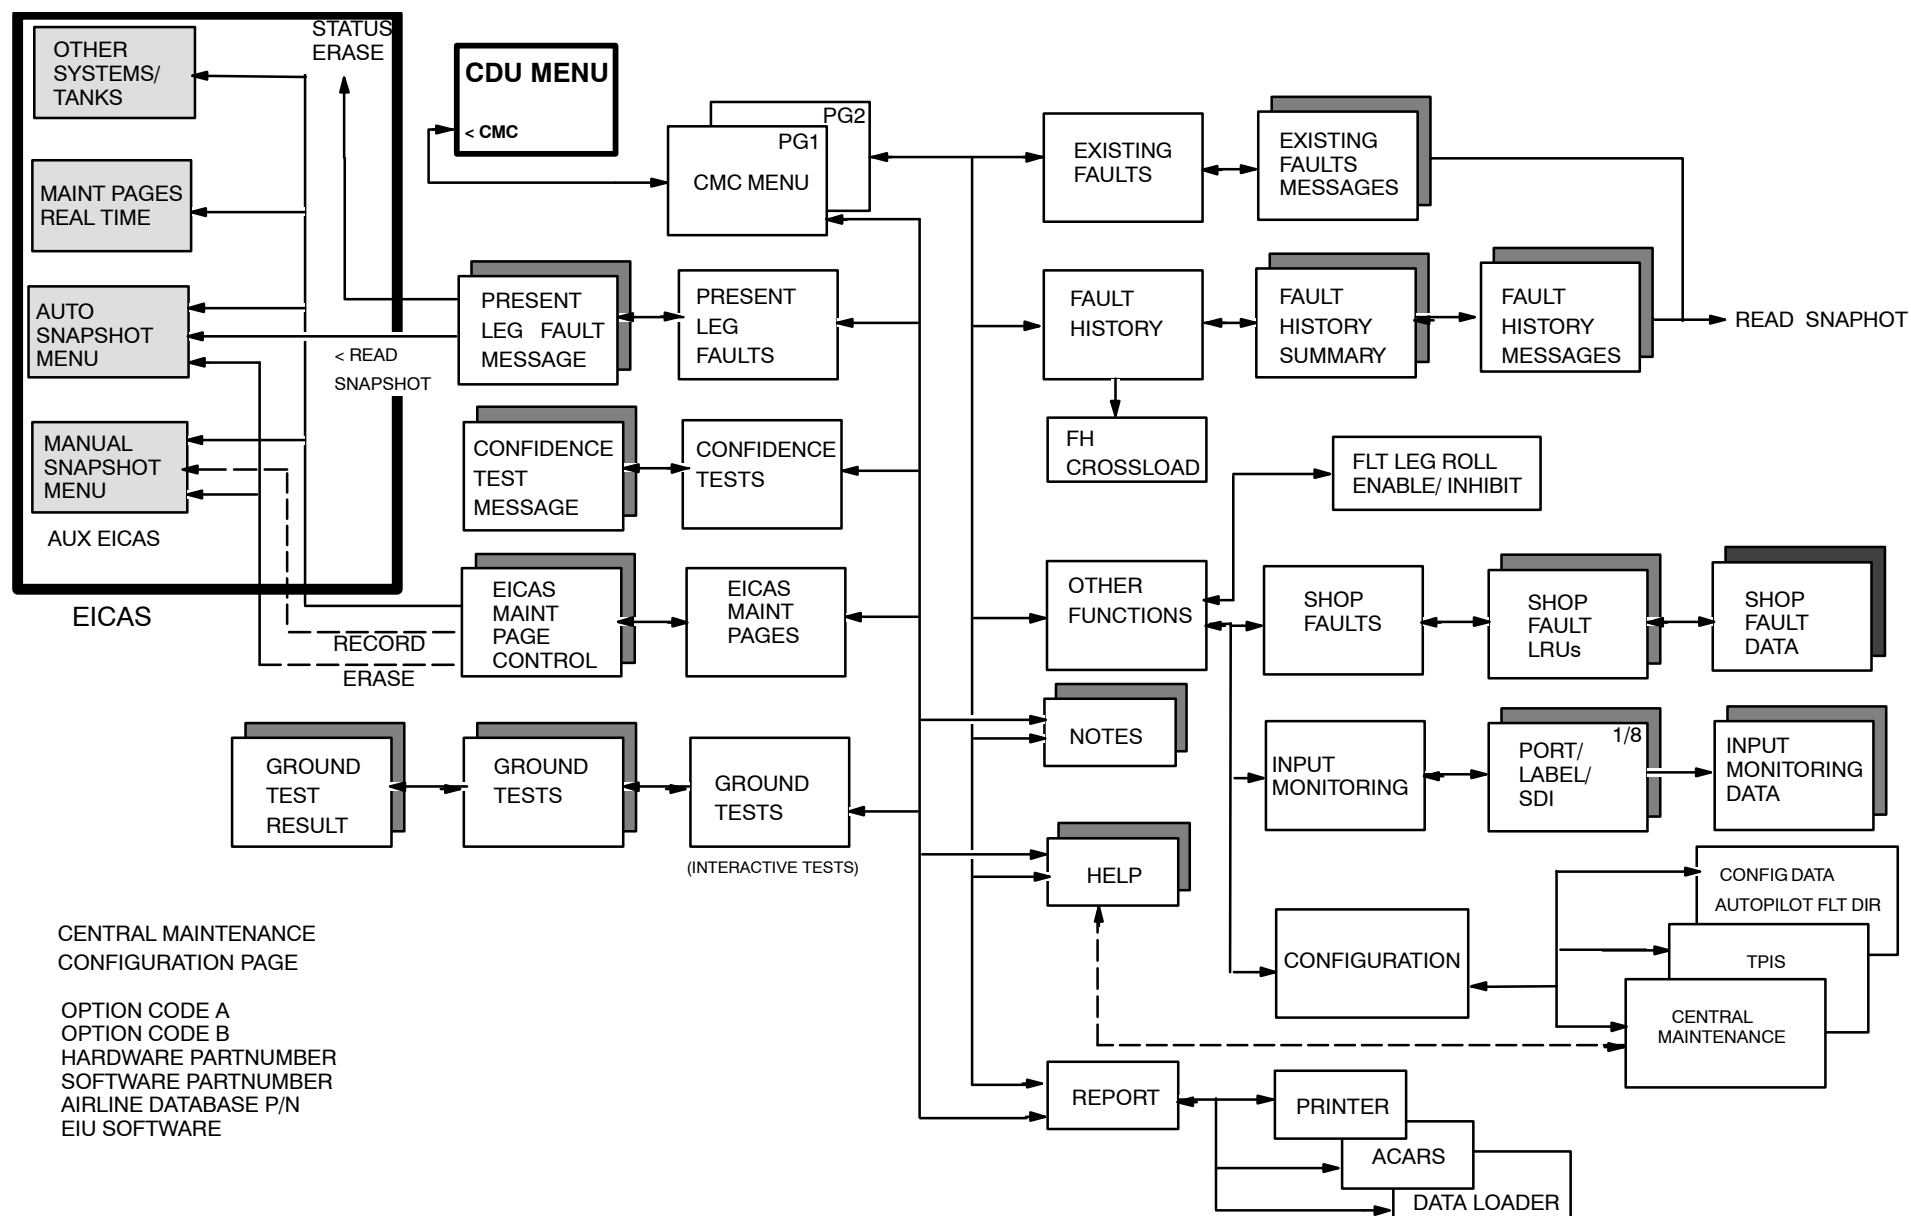 STATUS
ERASE
OTHER
SYSTEMS/
TANKS
MAINT PAGES
REAL TIME
AUTO
SNAPSHOT
MENU
< READ
SNAPSHOT
MANUAL
SNAPSHOT
MENU
AUX EICAS
EICAS
RECORD
ERASE
CDU MENU
< CMC
PG2
PG1
CMC MENU
PRESENT
LEG FAULT
MESSAGE
PRESENT
LEG
FAULTS
CONFIDENCE
TEST
MESSAGE
CONFIDENCE
TESTS
EICAS
MAINT
PAGE
CONTROL
EICAS
MAINT
PAGES
GROUND
TEST
RESULT
GROUND
TESTS
GROUND
TESTS
(INTERACTIVE TESTS)
EXISTING
FAULTS
EXISTING
FAULTS
MESSAGES
FAULT
HISTORY
FAULT
HISTORY
SUMMARY
FAULT
HISTORY
MESSAGES
READ SNAPHOT
FH
CROSSLOAD
FLT LEG ROLL
ENABLE/ INHIBIT
OTHER
FUNCTIONS
SHOP
FAULTS
SHOP
FAULT
LRUs
SHOP
FAULT
DATA
NOTES
INPUT
MONITORING
1/8
PORT/
LABEL/
SDI
INPUT
MONITORING
DATA
HELP
CONFIGURATION
CONFIG DATA
AUTOPILOT FLT DIR
TPIS
CENTRAL
MAINTENANCE
REPORT
PRINTER
ACARS
DATA LOADER
CENTRAL MAINTENANCE
CONFIGURATION PAGE
OPTION CODE A
OPTION CODE B
HARDWARE PARTNUMBER
SOFTWARE PARTNUMBER
AIRLINE DATABASE P/N
EIU SOFTWARE